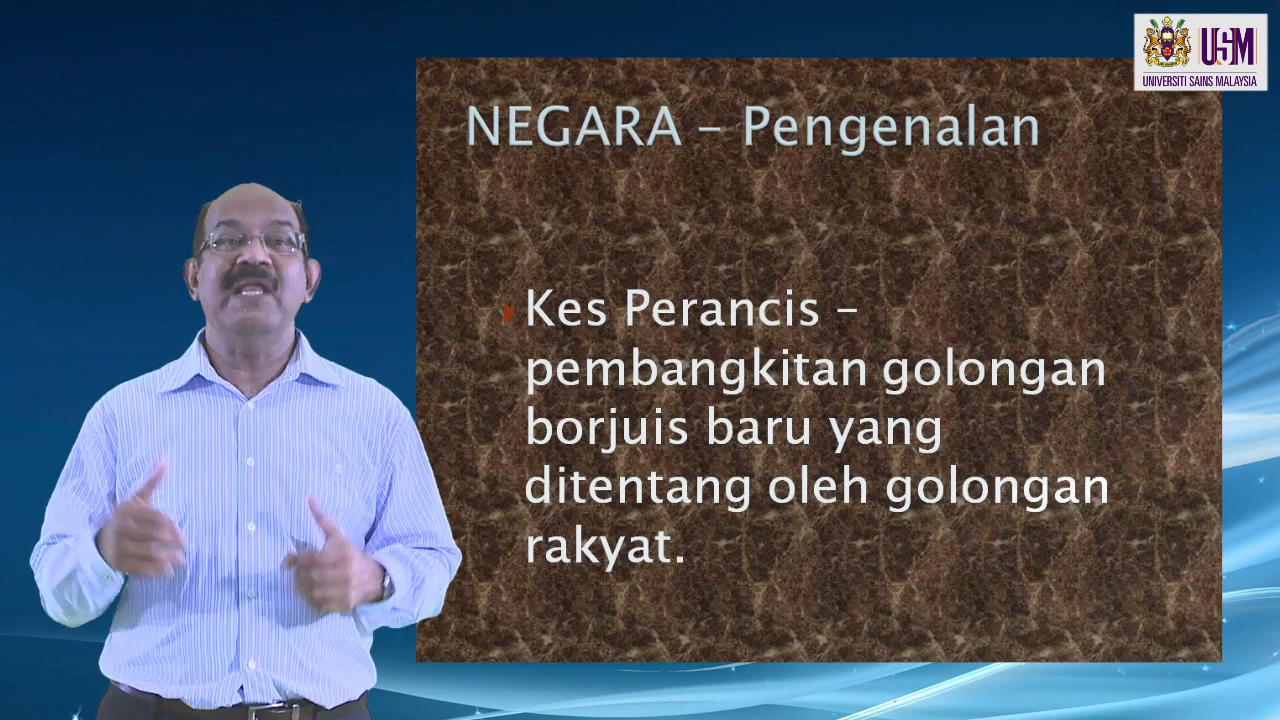 USM
UNIVERSITI SAINS MALAYSIA
NEGARA – Pengenalan
Kes Perancis –
pembangkitan golongan
borjuis baru yang
ditentang oleh golongan
rakyat.